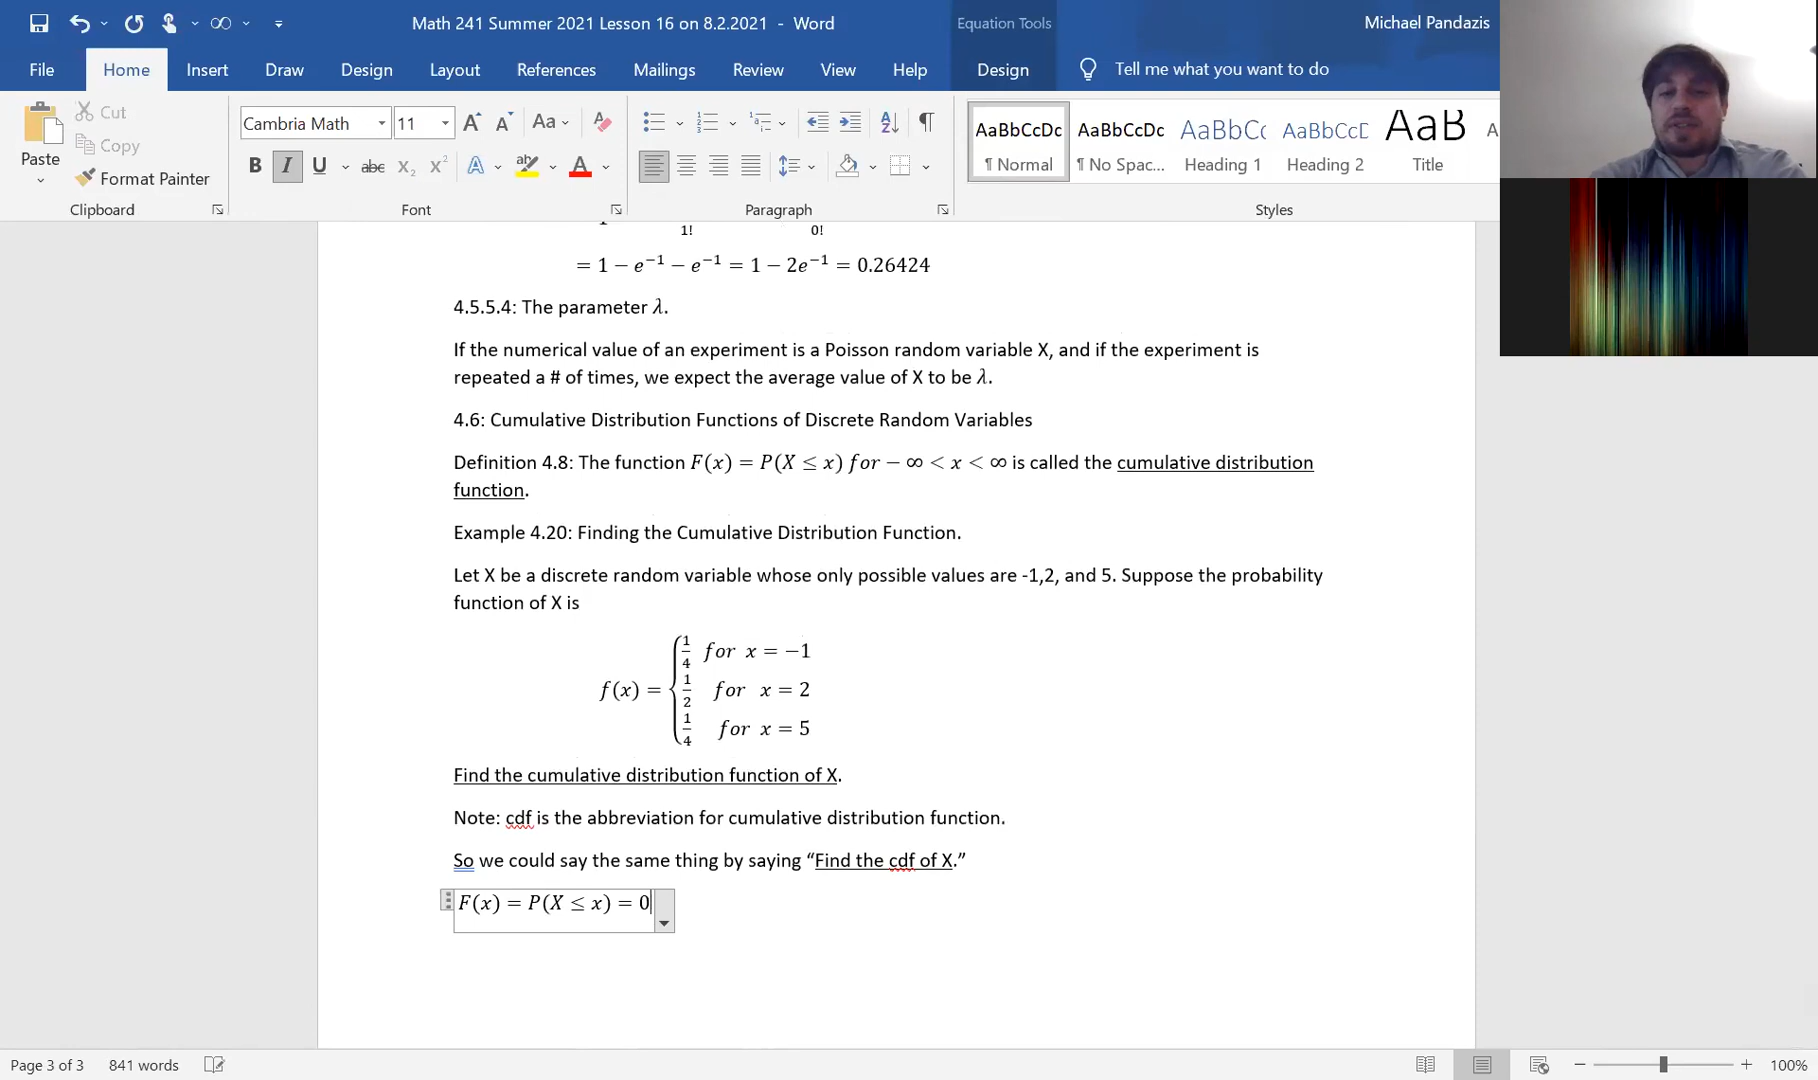 Math 241 Summer 2021 Lesson 16 on 8.2.2021 - Word
Equation Tools
Michael Pandazis
File Home Insert Draw Design Layout References Mailings Review View Help Design Tell me what you want to do
Paste
Cut
Copy
Format Painter
Clipboard
Cambria Math 11
Font
Paragraph
AaBbCcDc AaBbCcDc AaBbCc AaBbCcD AaB A
¶ Normal ¶ No Spac... Heading 1 Heading 2 Title
Styles
1! 0!
= 1 − e⁻¹ − e⁻¹ = 1 − 2e⁻¹ = 0.26424
4.5.5.4: The parameter λ.
If the numerical value of an experiment is a Poisson random variable X, and if the experiment is
repeated a # of times, we expect the average value of X to be λ.
4.6: Cumulative Distribution Functions of Discrete Random Variables
Definition 4.8: The function F(x) = P(X ≤ x) for − ∞ < x < ∞ is called the cumulative distribution
function.
Example 4.20: Finding the Cumulative Distribution Function.
Let X be a discrete random variable whose only possible values are -1,2, and 5. Suppose the probability
function of X is
1/4 for x = −1
f(x) = { 1/2 for x = 2
1/4 for x = 5
Find the cumulative distribution function of X.
Note: cdf is the abbreviation for cumulative distribution function.
So we could say the same thing by saying “Find the cdf of X.”
F(x) = P(X ≤ x) = 0
Page 3 of 3 841 words 100%